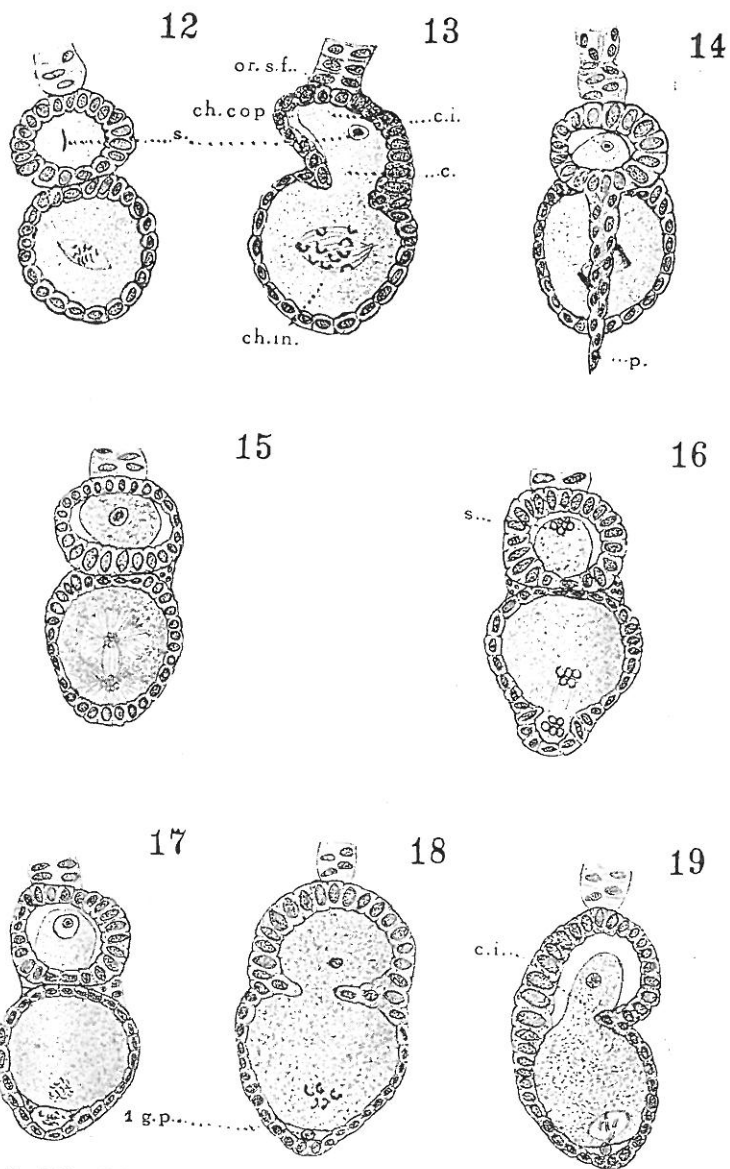 12 13 14
or. s.f..
ch. cop ....c.i.
....s.
...c.
ch.in.
...p.
15 16
s...
17 18 19
c.i...
1 g.p.